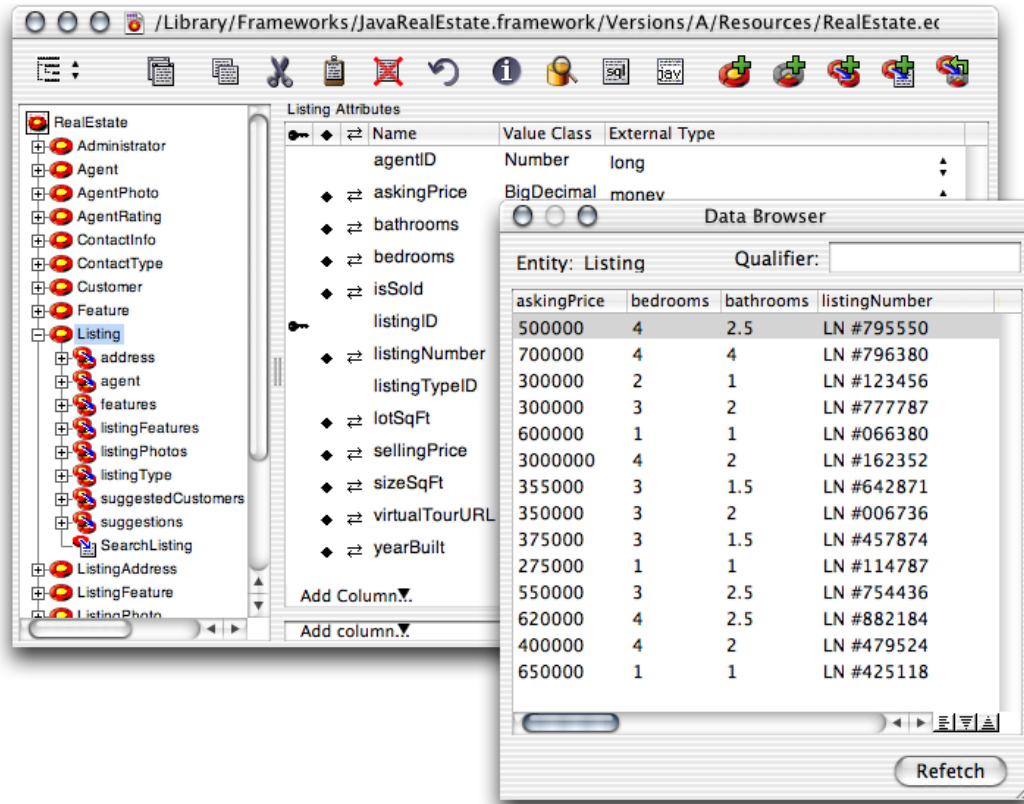 /Library/Frameworks/JavaRealEstate.framework/Versions/A/Resources/RealEstate.ec
sql
jav
RealEstate
Administrator
Agent
AgentPhoto
AgentRating
ContactInfo
ContactType
Customer
Feature
Listing
address
agent
features
listingFeatures
listingPhotos
listingType
suggestedCustomers
suggestions
SearchListing
ListingAddress
ListingFeature
ListingPhoto
Listing Attributes
Name Value Class External Type
agentID Number long
askingPrice BigDecimal money
bathrooms
bedrooms
isSold
listingID
listingNumber
listingTypeID
lotSqFt
sellingPrice
sizeSqFt
virtualTourURL
yearBuilt
Add Column...
Add column...
Data Browser
Entity: Listing Qualifier:
askingPrice bedrooms bathrooms listingNumber
500000 4 2.5 LN #795550
700000 4 4 LN #796380
300000 2 1 LN #123456
300000 3 2 LN #777787
600000 1 1 LN #066380
3000000 4 2 LN #162352
355000 3 1.5 LN #642871
350000 3 2 LN #006736
375000 3 1.5 LN #457874
275000 1 1 LN #114787
550000 3 2.5 LN #754436
620000 4 2.5 LN #882184
400000 4 2 LN #479524
650000 1 1 LN #425118
Refetch